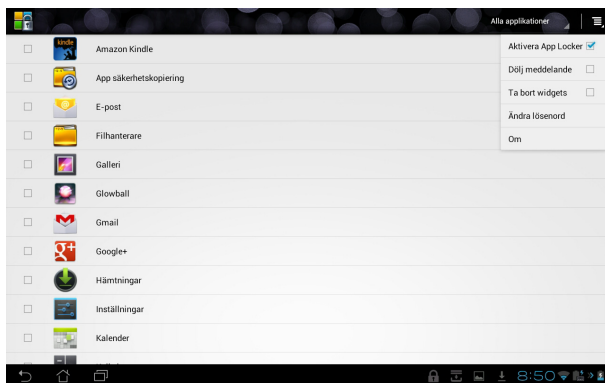 Alla applikationer
Aktivera App Locker
Dölj meddelande
Ta bort widgets
Ändra lösenord
Om
kindle
Amazon Kindle
App säkerhetskopiering
E-post
Filhanterare
Galleri
Glowball
Gmail
g+
Google+
Hämtningar
Inställningar
Kalender
8:50